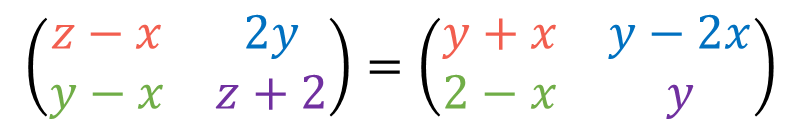 ( z − x   2y ) = ( y + x   y − 2x )
( y − x   z + 2 )   ( 2 − x   y )